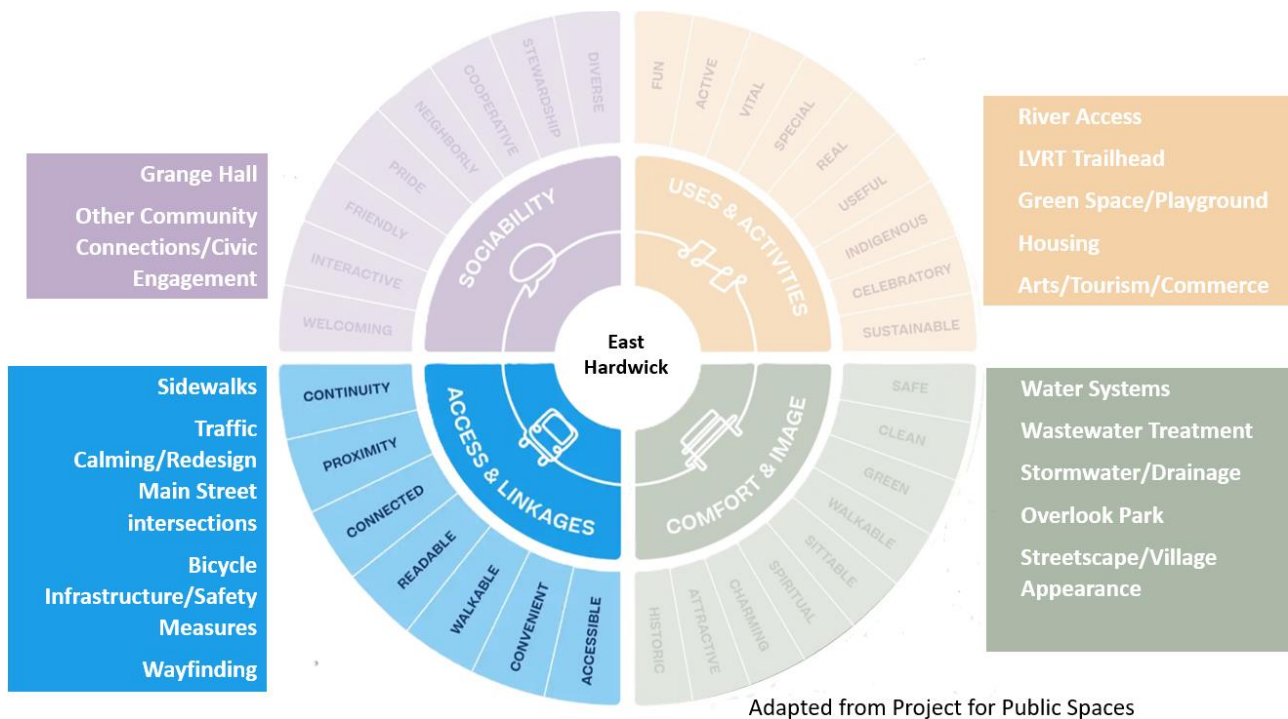 Grange Hall
Other Community
Connections/Civic
Engagement
Sidewalks
Traffic
Calming/Redesign
Main Street
intersections
Bicycle
Infrastructure/Safety
Measures
Wayfinding
DIVERSE
STEWARDSHIP
COOPERATIVE
NEIGHBORLY
PRIDE
FRIENDLY
INTERACTIVE
WELCOMING
SOCIABILITY
CONTINUITY
PROXIMITY
CONNECTED
READABLE
WALKABLE
CONVENIENT
ACCESSIBLE
ACCESS & LINKAGES
East
Hardwick
FUN
ACTIVE
VITAL
SPECIAL
REAL
USEFUL
INDIGENOUS
CELEBRATORY
SUSTAINABLE
USES & ACTIVITIES
SAFE
CLEAN
GREEN
WALKABLE
SITTABLE
SPIRITUAL
CHARMING
ATTRACTIVE
HISTORIC
COMFORT & IMAGE
River Access
LVRT Trailhead
Green Space/Playground
Housing
Arts/Tourism/Commerce
Water Systems
Wastewater Treatment
Stormwater/Drainage
Overlook Park
Streetscape/Village
Appearance
Adapted from Project for Public Spaces